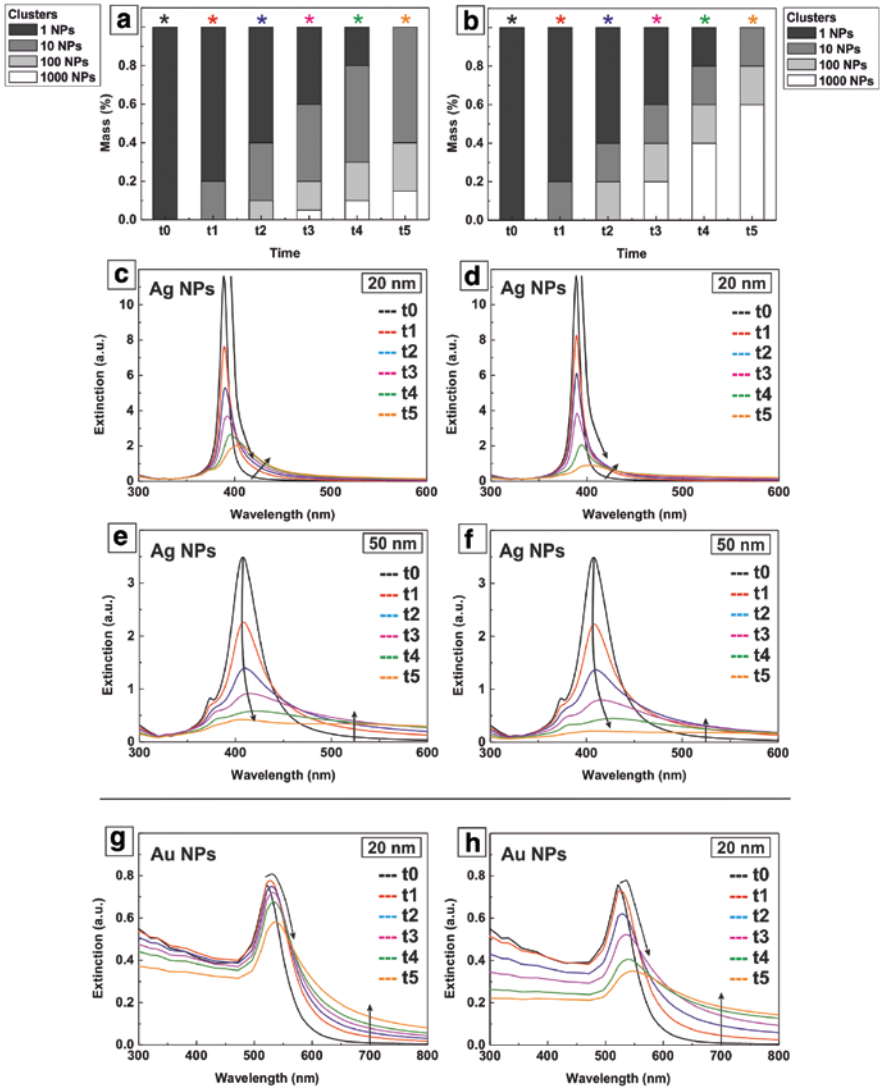 Clusters
1 NPs
10 NPs
100 NPs
1000 NPs
a
* * * * * *
Mass (%)
1.0
0.8
0.6
0.4
0.2
0.0
t0 t1 t2 t3 t4 t5
Time
b
* * * * * *
Mass (%)
1.0
0.8
0.6
0.4
0.2
0.0
t0 t1 t2 t3 t4 t5
Time
Clusters
1 NPs
10 NPs
100 NPs
1000 NPs
c
Ag NPs
20 nm
t0
t1
t2
t3
t4
t5
Extinction (a.u.)
10
8
6
4
2
0
300 400 500 600
Wavelength (nm)
d
Ag NPs
20 nm
t0
t1
t2
t3
t4
t5
Extinction (a.u.)
10
8
6
4
2
0
300 400 500 600
Wavelength (nm)
e
Ag NPs
50 nm
t0
t1
t2
t3
t4
t5
Extinction (a.u.)
3
2
1
0
300 400 500 600
Wavelength (nm)
f
Ag NPs
50 nm
t0
t1
t2
t3
t4
t5
Extinction (a.u.)
3
2
1
0
300 400 500 600
Wavelength (nm)
g
Au NPs
20 nm
t0
t1
t2
t3
t4
t5
Extinction (a.u.)
0.8
0.6
0.4
0.2
0.0
300 400 500 600 700 800
Wavelength (nm)
h
Au NPs
20 nm
t0
t1
t2
t3
t4
t5
Extinction (a.u.)
0.8
0.6
0.4
0.2
0.0
300 400 500 600 700 800
Wavelength (nm)